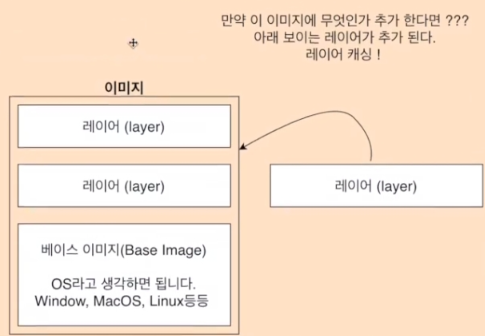 만약 이 이미지에 무엇인가 추가 한다면 ???
아래 보이는 레이어가 추가 된다.
레이어 캐싱 !
이미지
레이어 (layer)
레이어 (layer)
레이어 (layer)
베이스 이미지(Base Image)
OS라고 생각하면 됩니다.
Window, MacOS, Linux등등